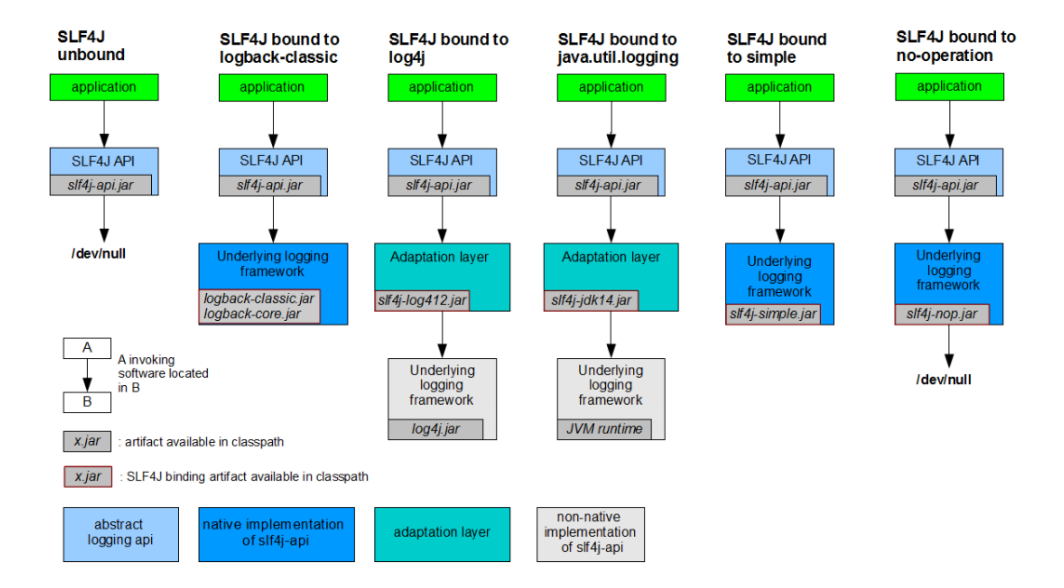 SLF4J
unbound
application
SLF4J API
slf4j-api.jar
/dev/null
SLF4J bound to
logback-classic
application
SLF4J API
slf4j-api.jar
Underlying logging
framework
logback-classic.jar
logback-core.jar
SLF4J bound to
log4j
application
SLF4J API
slf4j-api.jar
Adaptation layer
slf4j-log412.jar
Underlying
logging
framework
log4j.jar
SLF4J bound to
java.util.logging
application
SLF4J API
slf4j-api.jar
Adaptation layer
slf4j-jdk14.jar
Underlying
logging
framework
JVM runtime
SLF4J bound
to simple
application
SLF4J API
slf4j-api.jar
Underlying
logging
framework
slf4j-simple.jar
SLF4J bound to
no-operation
application
SLF4J API
slf4j-api.jar
Underlying
logging
framework
slf4j-nop.jar
/dev/null
A
B
A invoking
software located
in B
x.jar : artifact available in classpath
x.jar : SLF4J binding artifact available in classpath
abstract
logging api
native implementation
of slf4j-api
adaptation layer
non-native
implementation
of slf4j-api